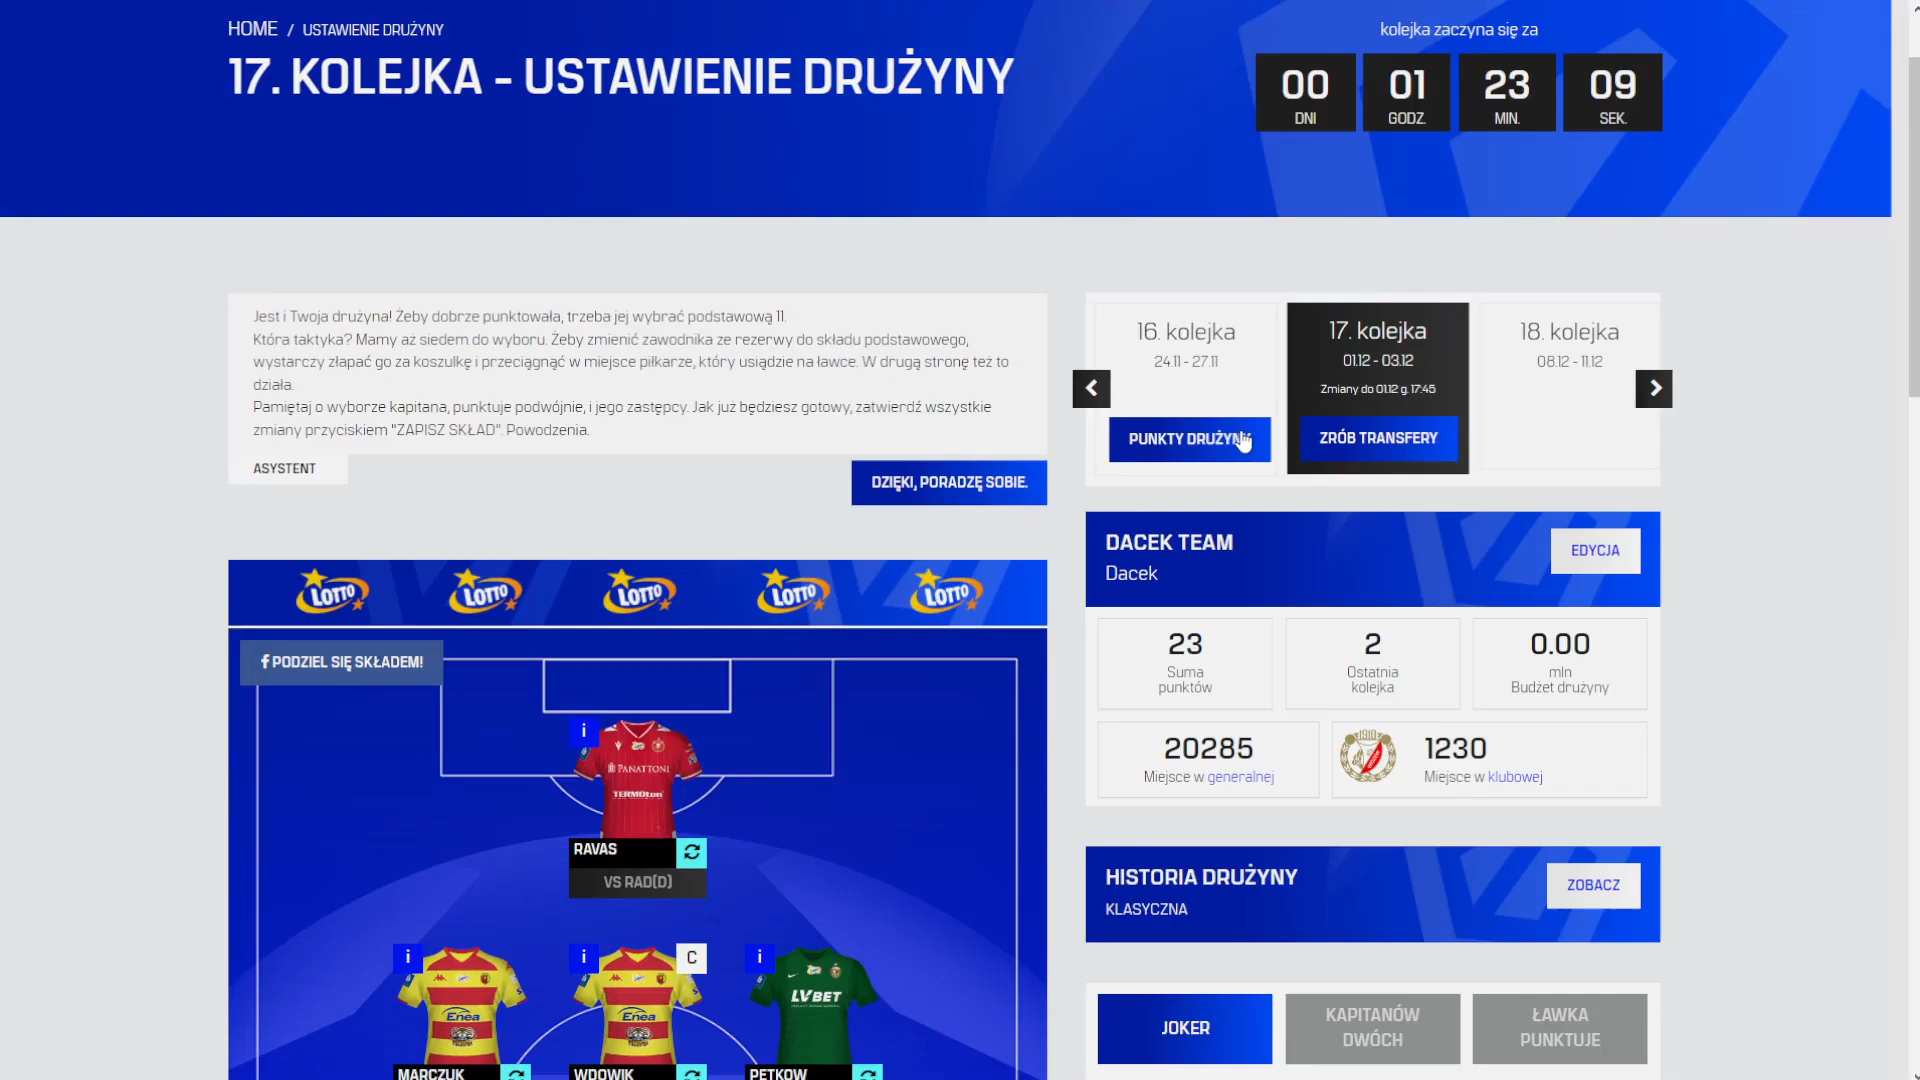 HOME / USTAWIENIE DRUŻYNY
17. KOLEJKA - USTAWIENIE DRUŻYNY
kolejka zaczyna się za
00 01 23 09
DNI GODZ. MIN. SEK.
Jest i Twoja drużyna! Żeby dobrze punktowała, trzeba jej wybrać podstawową 11.
Która taktyka? Mamy aż siedem do wyboru. Żeby zmienić zawodnika ze rezerwy do składu podstawowego,
wystarczy złapać go za koszulkę i przeciągnąć w miejsce piłkarze, który usiądzie na ławce. W drugą stronę też to
działa.
Pamiętaj o wyborze kapitana, punktuje podwójnie, i jego zastępcy. Jak już będziesz gotowy, zatwierdź wszystkie
zmiany przyciskiem "ZAPISZ SKŁAD". Powodzenia.
ASYSTENT
DZIĘKI, PORADZĘ SOBIE.
16. kolejka
24.11 - 27.11
PUNKTY DRUŻYNY
17. kolejka
01.12 - 03.12
Zmiany do 01.12 g. 17:45
ZRÓB TRANSFERY
18. kolejka
08.12 - 11.12
DACEK TEAM
Dacek
EDYCJA
23
Suma
punktów
2
Ostatnia
kolejka
0.00
mln
Budżet drużyny
20285
Miejsce w generalnej
1910
1230
Miejsce w klubowej
HISTORIA DRUŻYNY
KLASYCZNA
ZOBACZ
JOKER
KAPITANÓW
DWÓCH
ŁAWKA
PUNKTUJE
LOTTO LOTTO LOTTO LOTTO LOTTO
f PODZIEL SIĘ SKŁADEM!
i
PANATTONI
TERMOton
RAVAS
VS RAD(D)
i
Enea
MARCZUK
i C
Enea
WDOWIK
i
LVBET
PETKOW